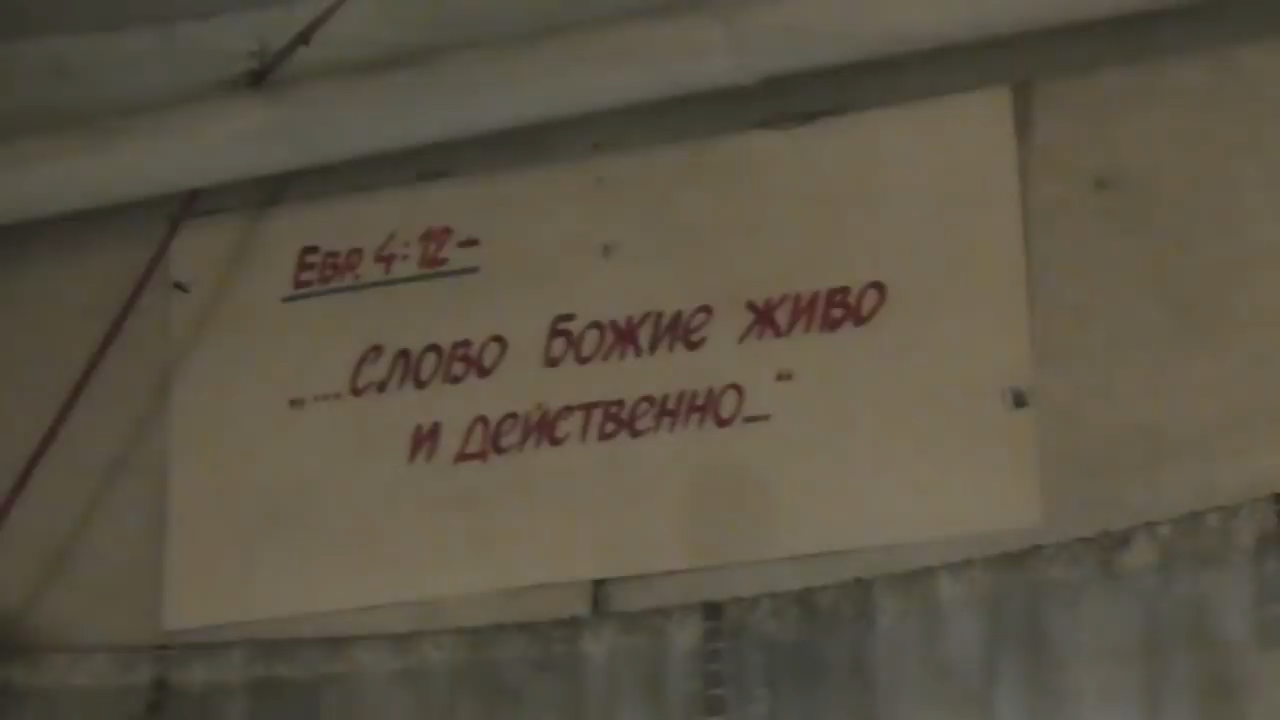 Евр. 4:12-
„...слово Божие живо
и действенно..."